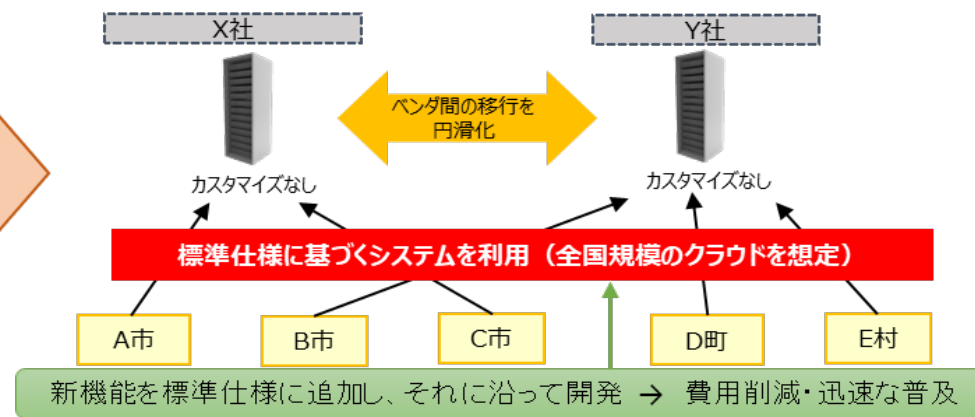 X社
Y社
ベンダ間の移行を
円滑化
カスタマイズなし
カスタマイズなし
標準仕様に基づくシステムを利用（全国規模のクラウドを想定）
A市
B市
C市
D町
E村
新機能を標準仕様に追加し、それに沿って開発 → 費用削減・迅速な普及